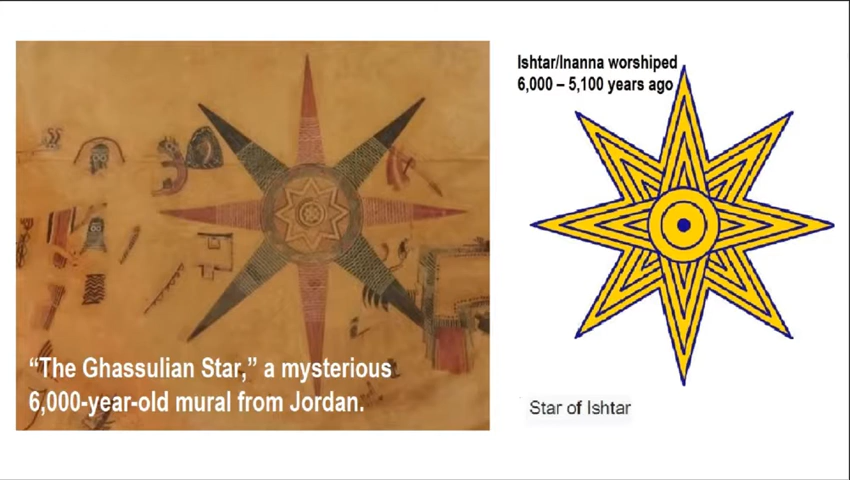 Ishtar/Inanna worshiped
6,000 – 5,100 years ago
“The Ghassulian Star,” a mysterious
6,000-year-old mural from Jordan.
Star of Ishtar